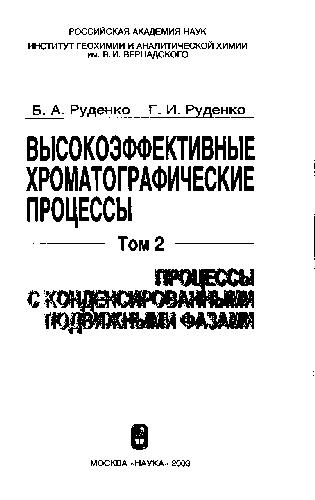 РОССИЙСКАЯ АКАДЕМИЯ НАУК
ИНСТИТУТ ГЕОХИМИИ И АНАЛИТИЧЕСКОЙ ХИМИИ
им. В. И. ВЕРНАДСКОГО
Б. А. Руденко Г. И. Руденко
ВЫСОКОЭФФЕКТИВНЫЕ
ХРОМАТОГРАФИЧЕСКИЕ
ПРОЦЕССЫ
Том 2
ПРОЦЕССЫ
С КОНДЕНСИРОВАННЫМИ
ПОДВИЖНЫМИ ФАЗАМИ
МОСКВА «НАУКА» 2003